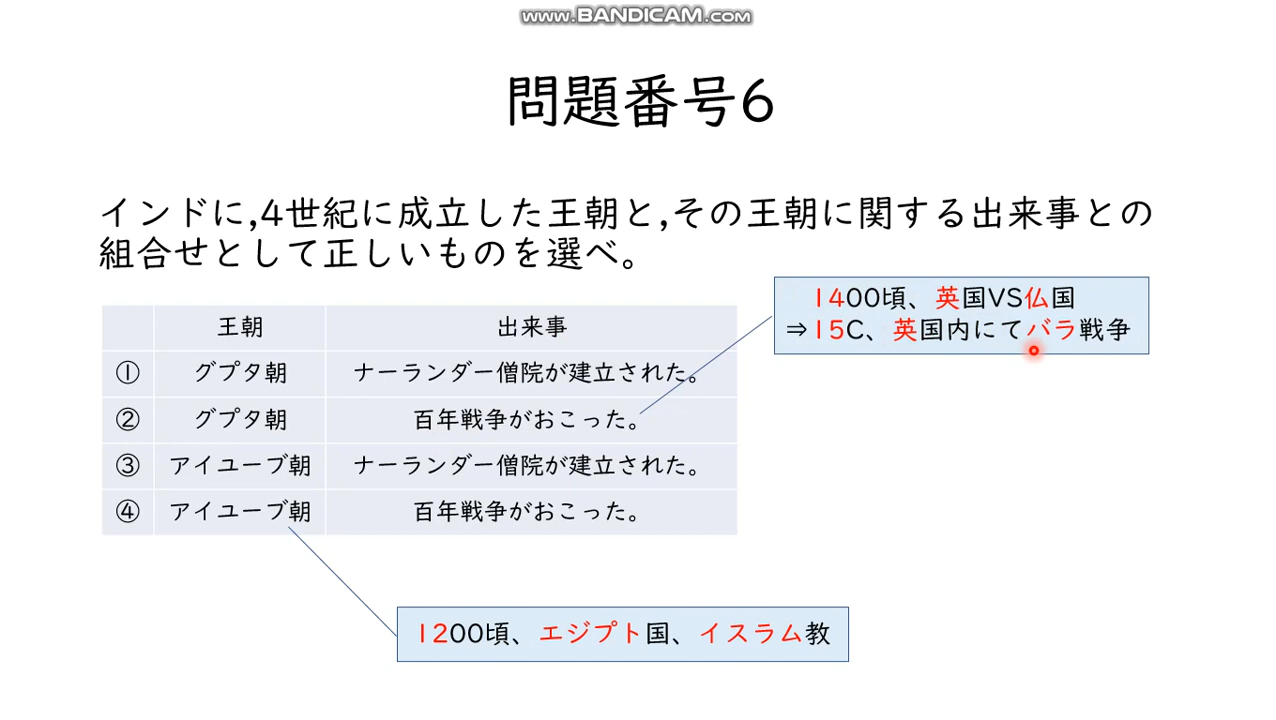 www.BANDICAM.com
問題番号6
インドに,4世紀に成立した王朝と,その王朝に関する出来事との
組合せとして正しいものを選べ。
王朝 出来事
① グプタ朝 ナーランダー僧院が建立された。
② グプタ朝 百年戦争がおこった。
③ アイユーブ朝 ナーランダー僧院が建立された。
④ アイユーブ朝 百年戦争がおこった。
1400頃、英国VS仏国
⇒15C、英国内にてバラ戦争
1200頃、エジプト国、イスラム教